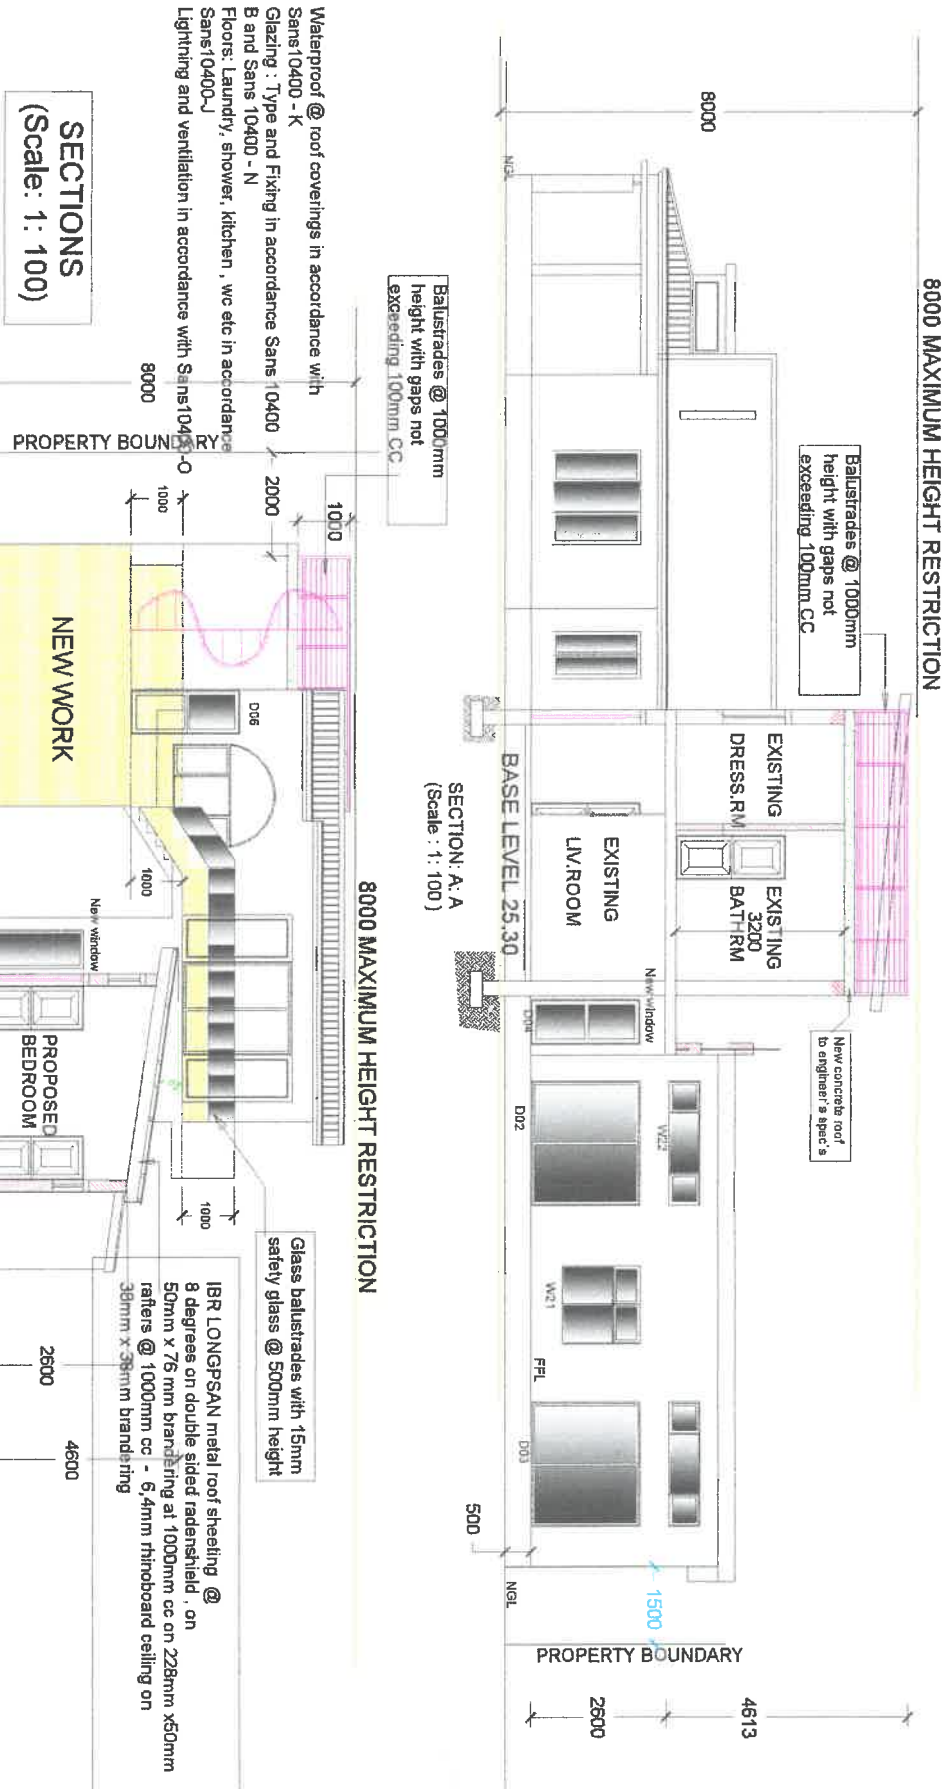 8000 MAXIMUM HEIGHT RESTRICTION
8000
NGL
Balustrades @ 1000mm
height with gaps not
exceeding 100mm CC
EXISTING
DRESS.RM
EXISTING
3200
BATHRM
EXISTING
LIV.ROOM
New concrete roof
to engineer's spec's
New window
D04
D02
W22
W21
FFL
D03
500
NGL
1500
PROPERTY BOUNDARY
2600
4613
BASE LEVEL 25.30
SECTION: A: A
(Scale : 1: 100 )
Waterproof @ roof coverings in accordance with
Sans10400 - K
Glazing : Type and Fixing in accordance Sans 10400
B and Sans 10400 - N
Floors: Laundry, shower, kitchen , wc etc in accordance
Sans10400-J
Lightning and ventilation in accordance with Sans10400-O
SECTIONS
(Scale: 1: 100)
Balustrades @ 1000mm
height with gaps not
exceeding 100mm CC
8000 MAXIMUM HEIGHT RESTRICTION
8000
PROPERTY BOUNDARY
2000
1000
1000
D06
NEW WORK
1000
New window
PROPOSED
BEDROOM
1000
Glass balustrades with 15mm
safety glass @ 500mm height
IBR LONGPSAN metal roof sheeting @
8 degrees on double sided radenshield , on
50mm x 76 mm brandering at 1000mm cc on 228mm x50mm
rafters @ 1000mm cc - 6,4mm rhinoboard ceiling on
38mm x 38mm brandering
2600
4600